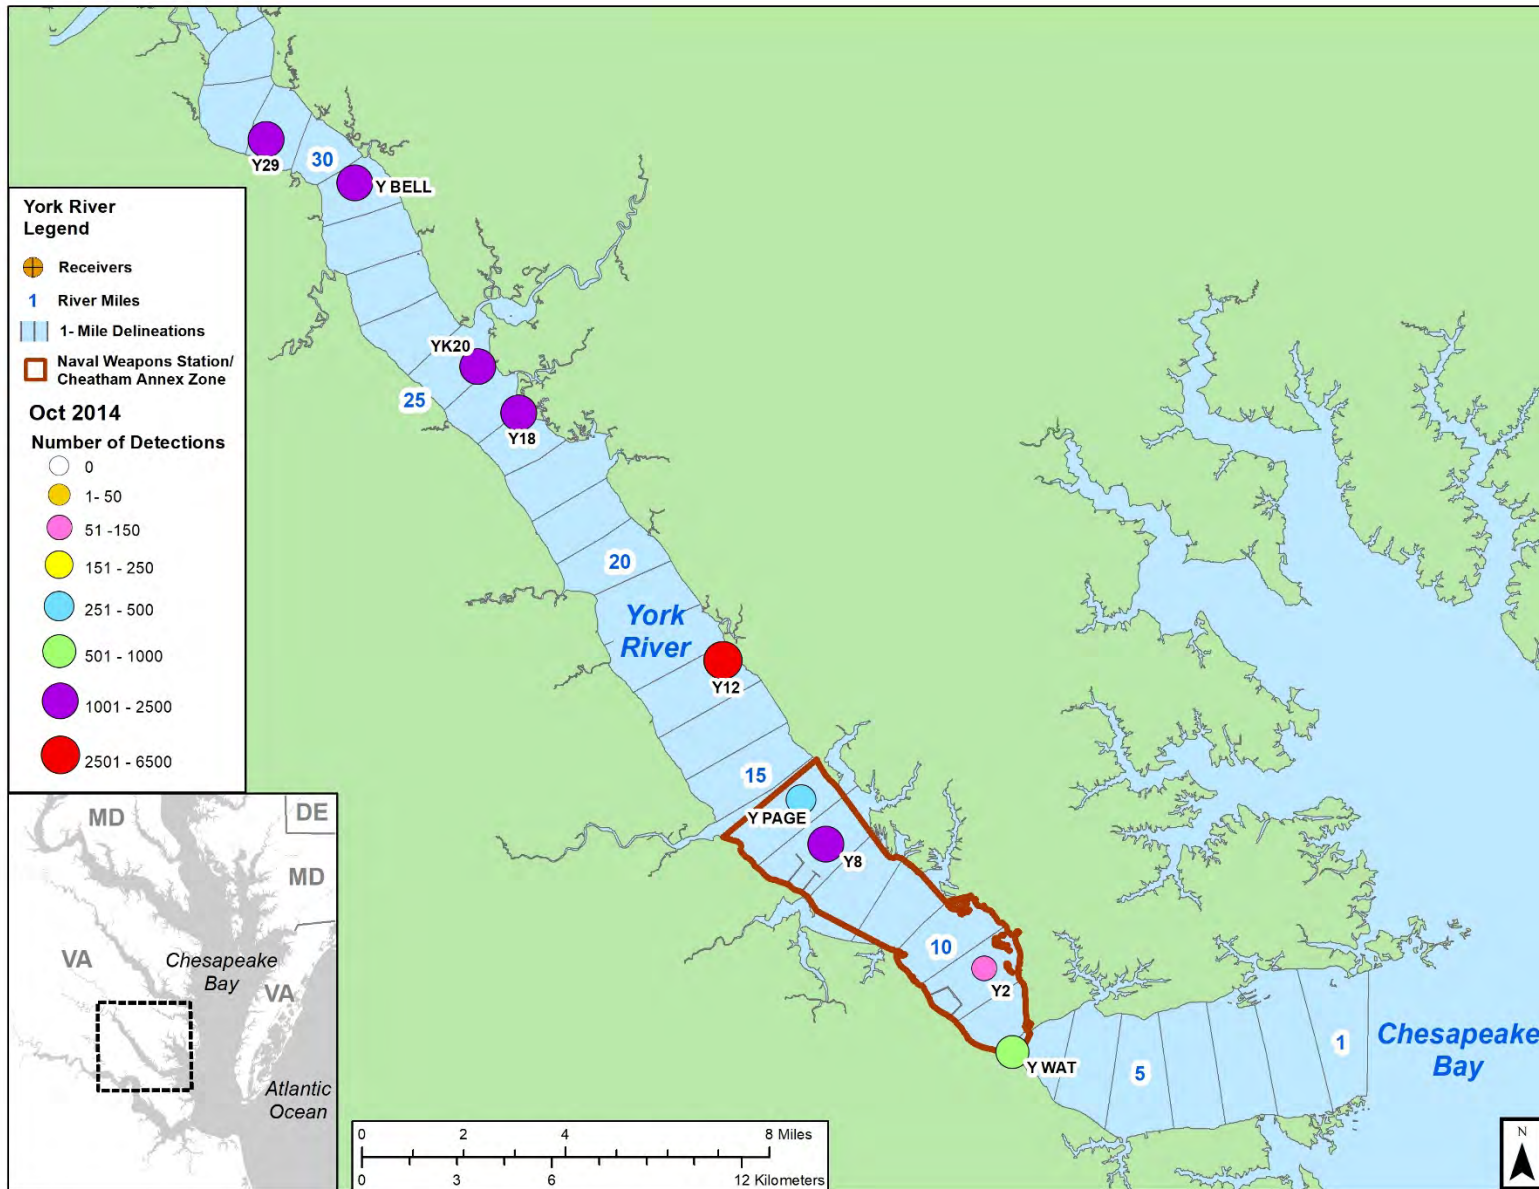 Y29
30
Y BELL
York River
Legend
Receivers
1 River Miles
1- Mile Delineations
Naval Weapons Station/
Cheatham Annex Zone
Oct 2014
Number of Detections
0
1- 50
51 -150
151 - 250
251 - 500
501 - 1000
1001 - 2500
2501 - 6500
YK20
25
Y18
20
York
River
Y12
15
Y PAGE
Y8
10
Y2
Y WAT
5
1
Chesapeake
Bay
MD
DE
MD
VA
Chesapeake
Bay
VA
Atlantic
Ocean
0 2 4 8 Miles
0 3 6 12 Kilometers
N